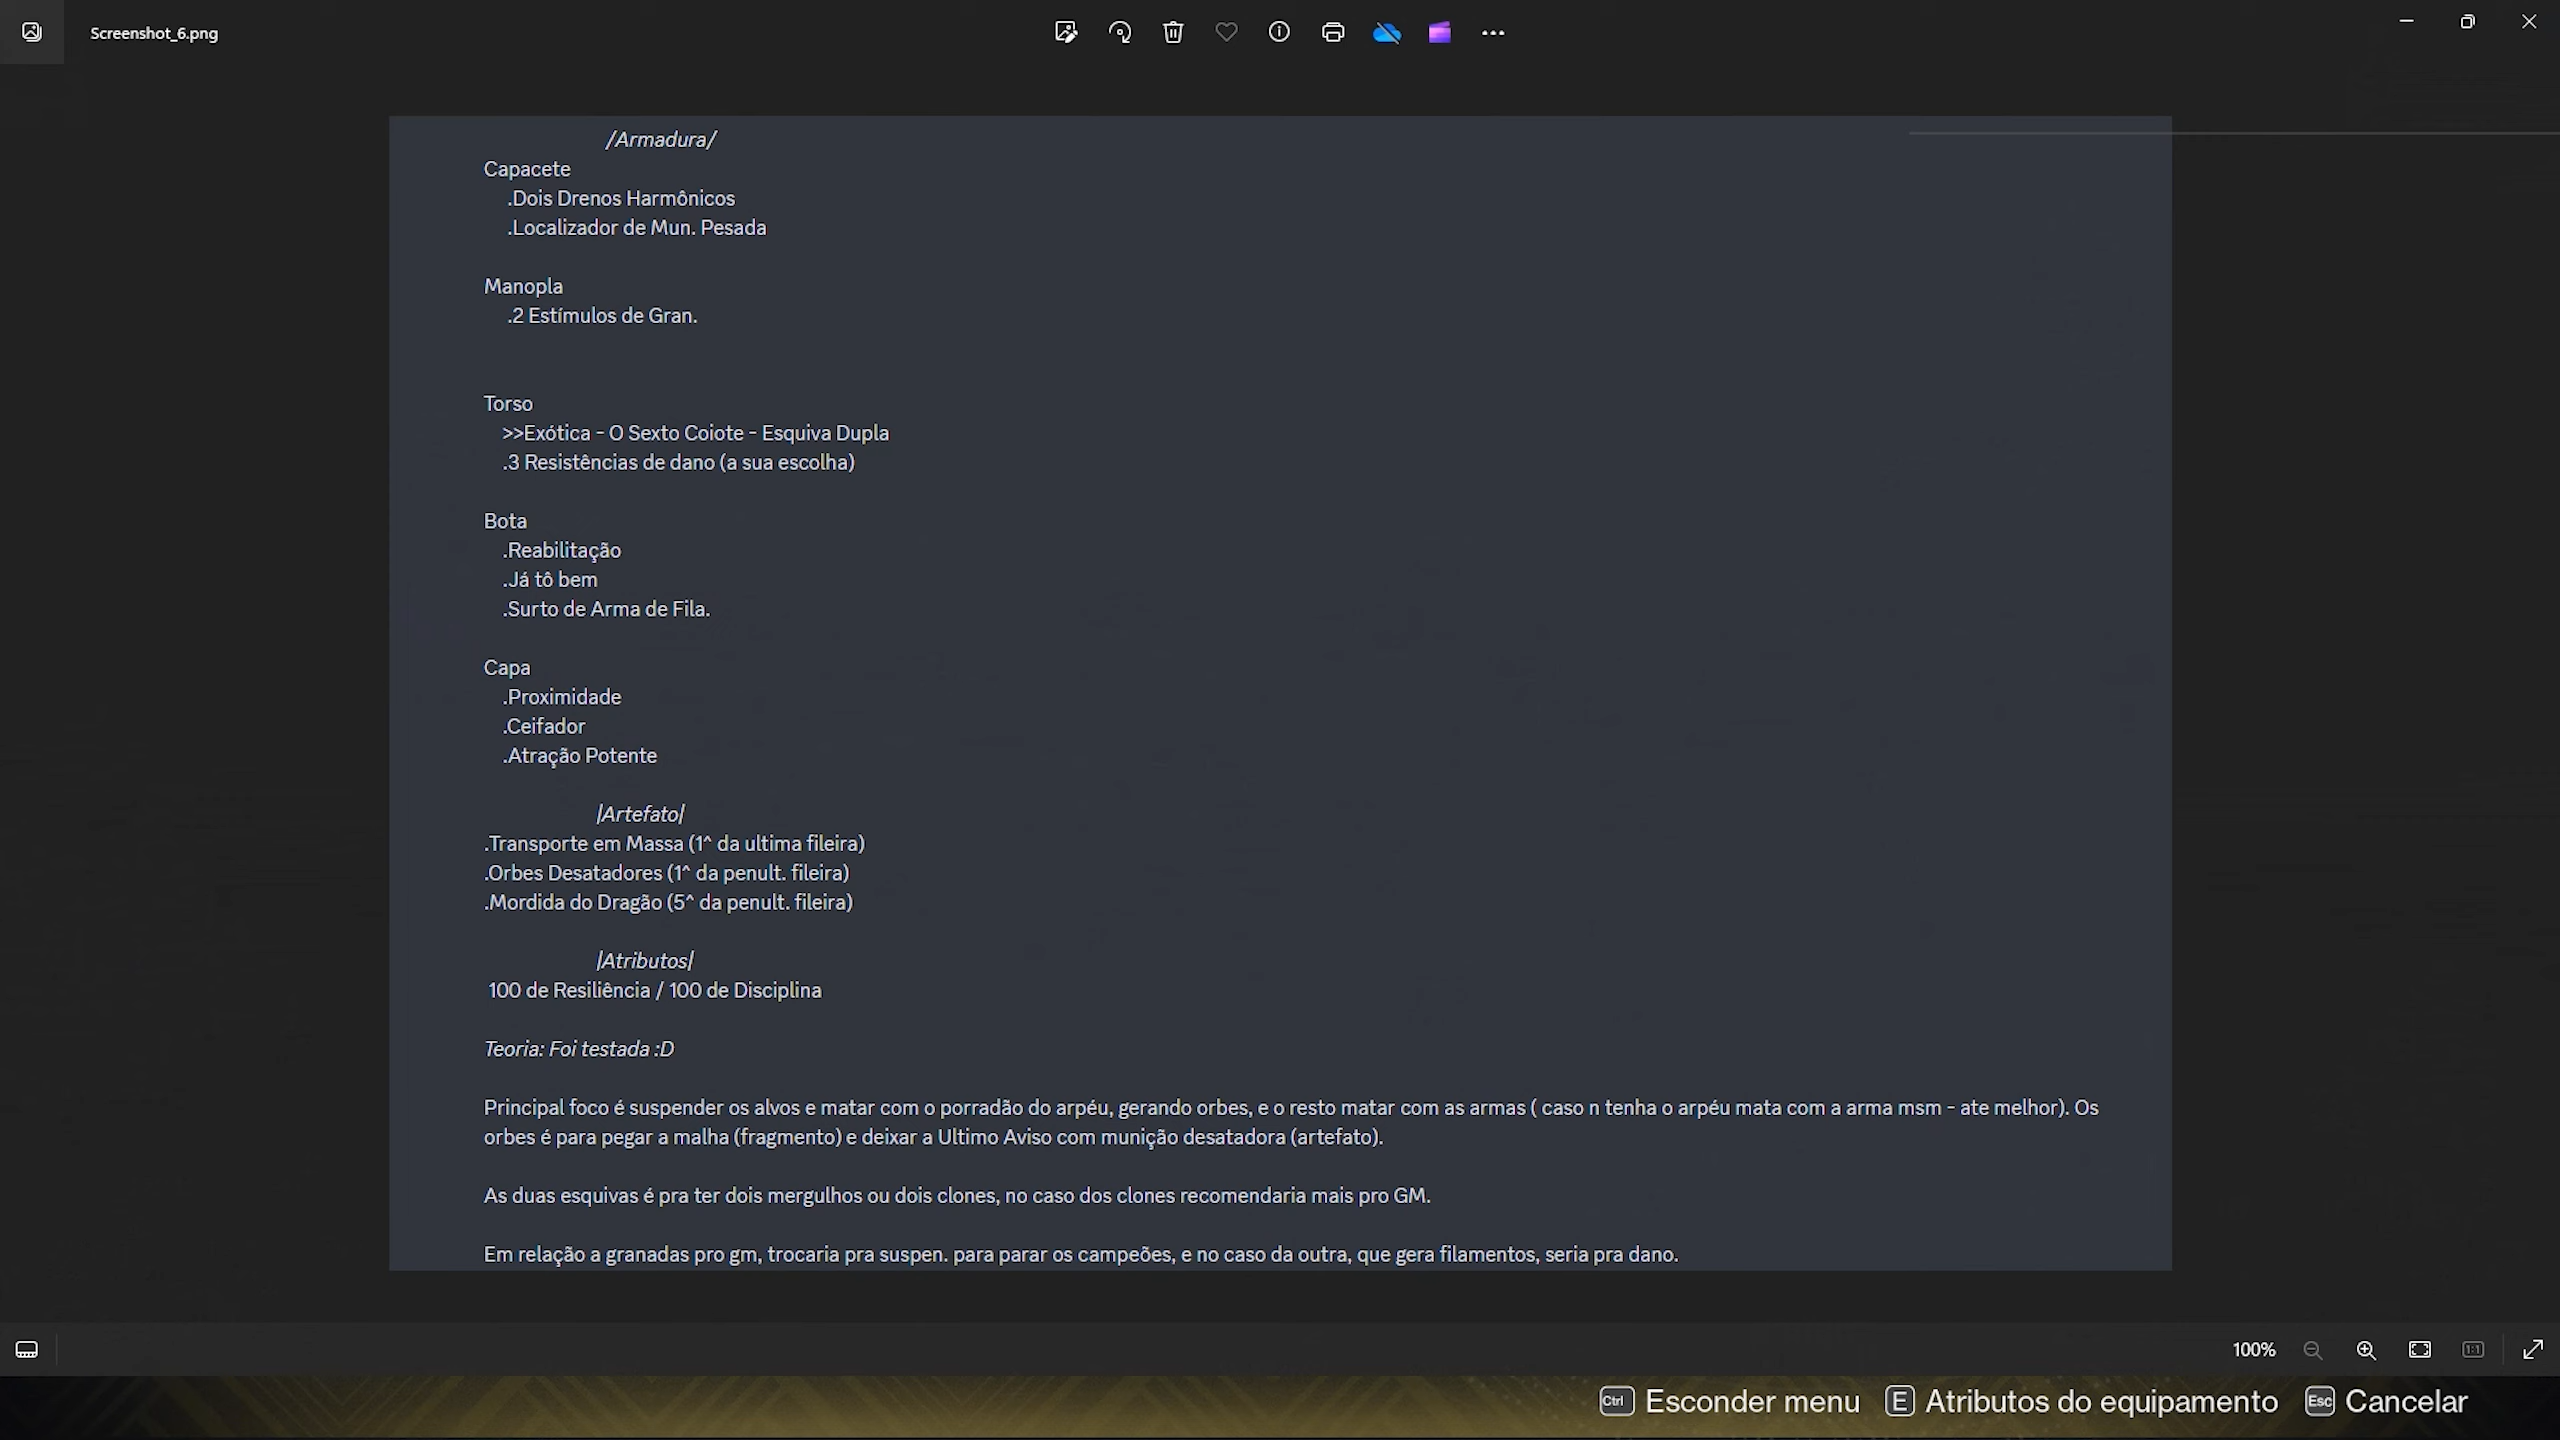 Screenshot_6.png
/Armadura/
Capacete
.Dois Drenos Harmônicos
.Localizador de Mun. Pesada
Manopla
.2 Estímulos de Gran.
Torso
>>Exótica - O Sexto Coiote - Esquiva Dupla
.3 Resistências de dano (a sua escolha)
Bota
.Reabilitação
.Já tô bem
.Surto de Arma de Fila.
Capa
.Proximidade
.Ceifador
.Atração Potente
|Artefato|
.Transporte em Massa (1^ da ultima fileira)
.Orbes Desatadores (1^ da penult. fileira)
.Mordida do Dragão (5^ da penult. fileira)
|Atributos|
100 de Resiliência / 100 de Disciplina
Teoria: Foi testada :D
Principal foco é suspender os alvos e matar com o porradão do arpéu, gerando orbes, e o resto matar com as armas ( caso n tenha o arpéu mata com a arma msm - ate melhor). Os
orbes é para pegar a malha (fragmento) e deixar a Ultimo Aviso com munição desatadora (artefato).
As duas esquivas é pra ter dois mergulhos ou dois clones, no caso dos clones recomendaria mais pro GM.
Em relação a granadas pro gm, trocaria pra suspen. para parar os campeões, e no caso da outra, que gera filamentos, seria pra dano.
100%
Ctrl Esconder menu E Atributos do equipamento Esc Cancelar